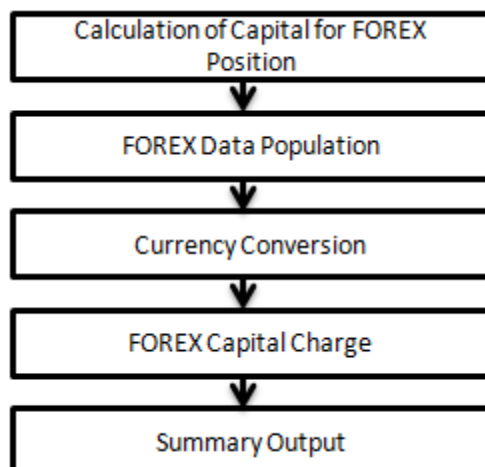 Calculation of Capital for FOREX
Position
FOREX Data Population
Currency Conversion
FOREX Capital Charge
Summary Output